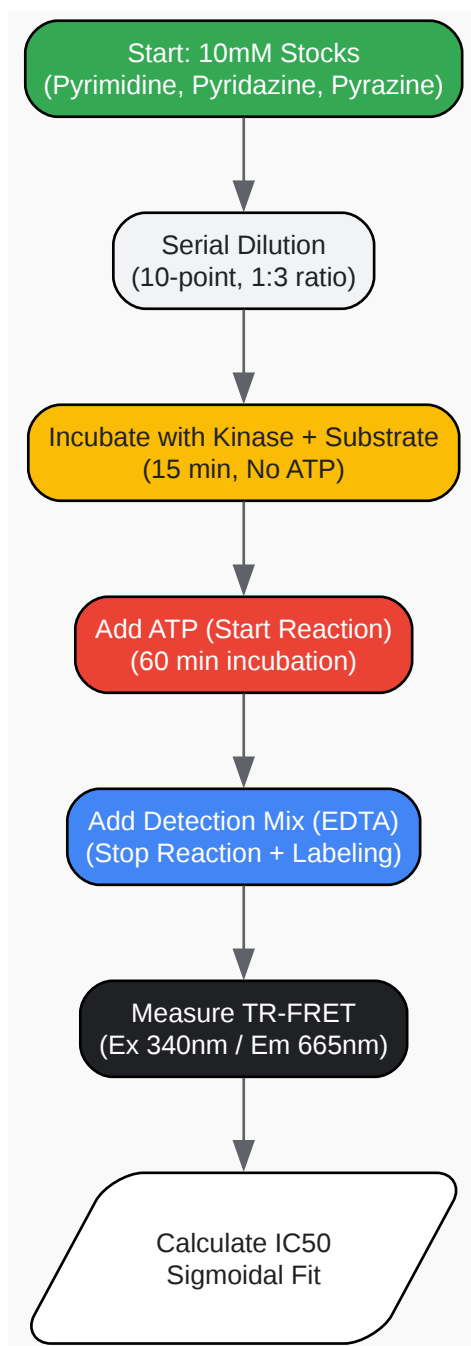 Start: 10mM Stocks
(Pyrimidine, Pyridazine, Pyrazine)
Serial Dilution
(10-point, 1:3 ratio)
Incubate with Kinase + Substrate
(15 min, No ATP)
Add ATP (Start Reaction)
(60 min incubation)
Add Detection Mix (EDTA)
(Stop Reaction + Labeling)
Measure TR-FRET
(Ex 340nm / Em 665nm)
Calculate IC50
Sigmoidal Fit